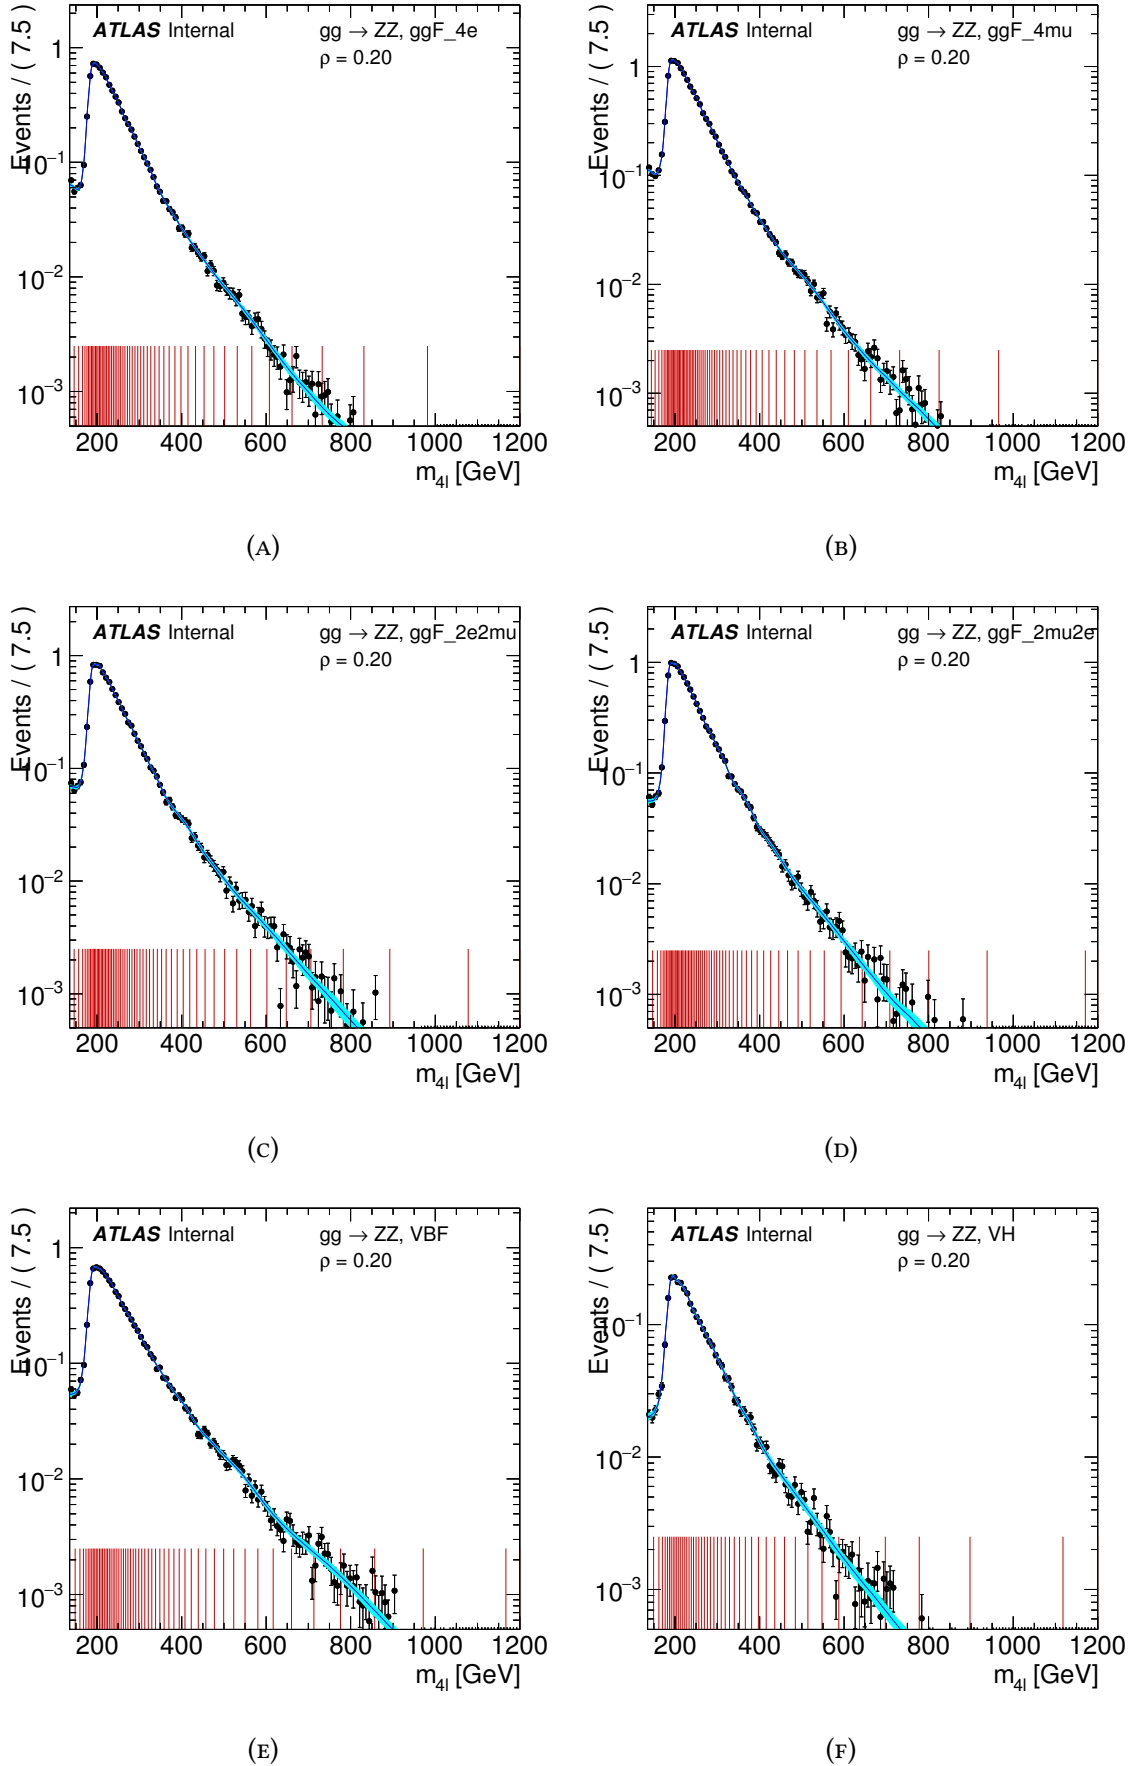 ATLAS Internal
gg → ZZ, ggF_4e
ρ = 0.20
Events / ( 7.5 )
1
10⁻¹
10⁻²
10⁻³
200 400 600 800 1000 1200
m₄ₗ [GeV]
(A)
ATLAS Internal
gg → ZZ, ggF_4mu
ρ = 0.20
Events / ( 7.5 )
1
10⁻¹
10⁻²
10⁻³
200 400 600 800 1000 1200
m₄ₗ [GeV]
(B)
ATLAS Internal
gg → ZZ, ggF_2e2mu
ρ = 0.20
Events / ( 7.5 )
1
10⁻¹
10⁻²
10⁻³
200 400 600 800 1000 1200
m₄ₗ [GeV]
(C)
ATLAS Internal
gg → ZZ, ggF_2mu2e
ρ = 0.20
Events / ( 7.5 )
1
10⁻¹
10⁻²
10⁻³
200 400 600 800 1000 1200
m₄ₗ [GeV]
(D)
ATLAS Internal
gg → ZZ, VBF
ρ = 0.20
Events / ( 7.5 )
1
10⁻¹
10⁻²
10⁻³
200 400 600 800 1000 1200
m₄ₗ [GeV]
(E)
ATLAS Internal
gg → ZZ, VH
ρ = 0.20
Events / ( 7.5 )
10⁻¹
10⁻²
10⁻³
200 400 600 800 1000 1200
m₄ₗ [GeV]
(F)